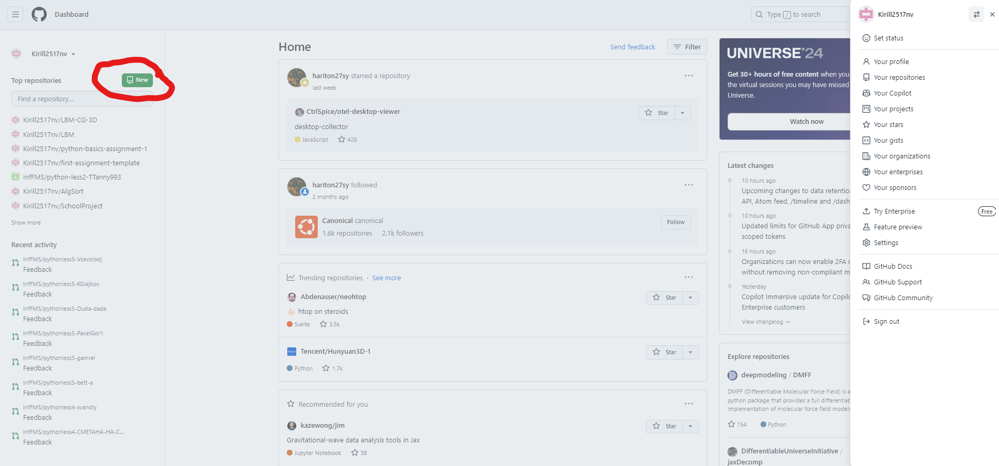 Dashboard
Type / to search
Kirill2517nv
Kirill2517nv
Top repositories
New
Find a repository...
Kirill2517nv/LBM-CG-3D
Kirill2517nv/LBM
Kirill2517nv/python-basics-assignment-1
Kirill2517nv/first-assignment-template
InfFMS/python-less2-TTanny993
Kirill2517nv/AlgSort
Kirill2517nv/SchoolProject
Show more
Recent activity
InfFMS/pythonless5-Vsevolodj
Feedback
InfFMS/pythonless5-KGlejkov
Feedback
InfFMS/pythonless5-Duda-dada
Feedback
InfFMS/pythonless5-PavelGor1
Feedback
InfFMS/pythonless5-gamrel
Feedback
InfFMS/pythonless5-bett-a
Feedback
InfFMS/pythonless4-svandly
Feedback
InfFMS/pythonless4-CMETAHA-HA-C...
Feedback
Home
Send feedback
Filter
hariton27sy starred a repository
last week
CtrlSpice/otel-desktop-viewer
Star
desktop-collector
JavaScript 428
hariton27sy followed
2 months ago
Canonical canonical
1.6k repositories 2.1k followers
Follow
Trending repositories · See more
Abdenasser/neohtop
Star
htop on steroids
Svelte 3.5k
Tencent/Hunyuan3D-1
Star
Python 1.7k
Recommended for you
kazewong/jim
Star
Gravitational-wave data analysis tools in Jax
Jupyter Notebook 58
UNIVERSE'24
Get 30+ hours of free content when you
the virtual sessions you may have missed
Universe.
Watch now
Latest changes
10 hours ago
Upcoming changes to data retention
API, Atom feed, /timeline and /dash
10 hours ago
Updated limits for GitHub App priva
scoped tokens
16 hours ago
Organizations can now enable 2FA r
without removing non-compliant m
Yesterday
Copilot Immersive update for Copilo
Enterprise customers
View changelog →
Explore repositories
deepmodeling / DMFF
DMFF (Differentiable Molecular Force Field) is a
python package that provides a full differentiab
implementation of molecular force field models
154 Python
DifferentiableUniverseInitiative /
jaxDecomp
Set status
Your profile
Your repositories
Your Copilot
Your projects
Your stars
Your gists
Your organizations
Your enterprises
Your sponsors
Try Enterprise
Free
Feature preview
Settings
GitHub Docs
GitHub Support
GitHub Community
Sign out